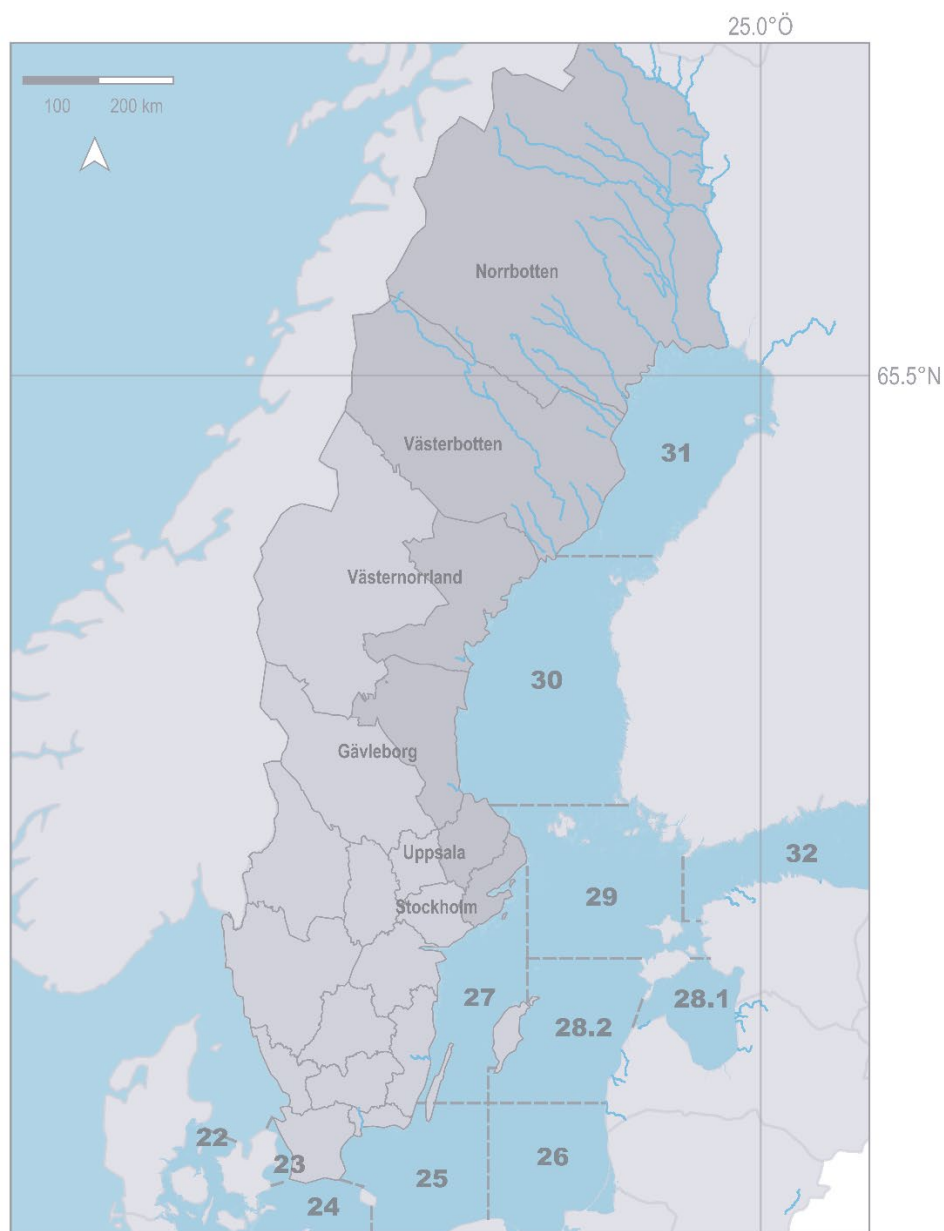 25.0°Ö
100 200 km
Norrbotten
65.5°N
Västerbotten
31
Västernorrland
30
Gävleborg
Uppsala
32
29
Stockholm
27
28.1
28.2
22
26
23
25
24